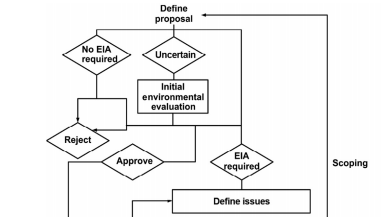 Define
proposal
No EIA
required
Uncertain
Initial
environmental
evaluation
Reject
Approve
EIA
required
Scoping
Define issues